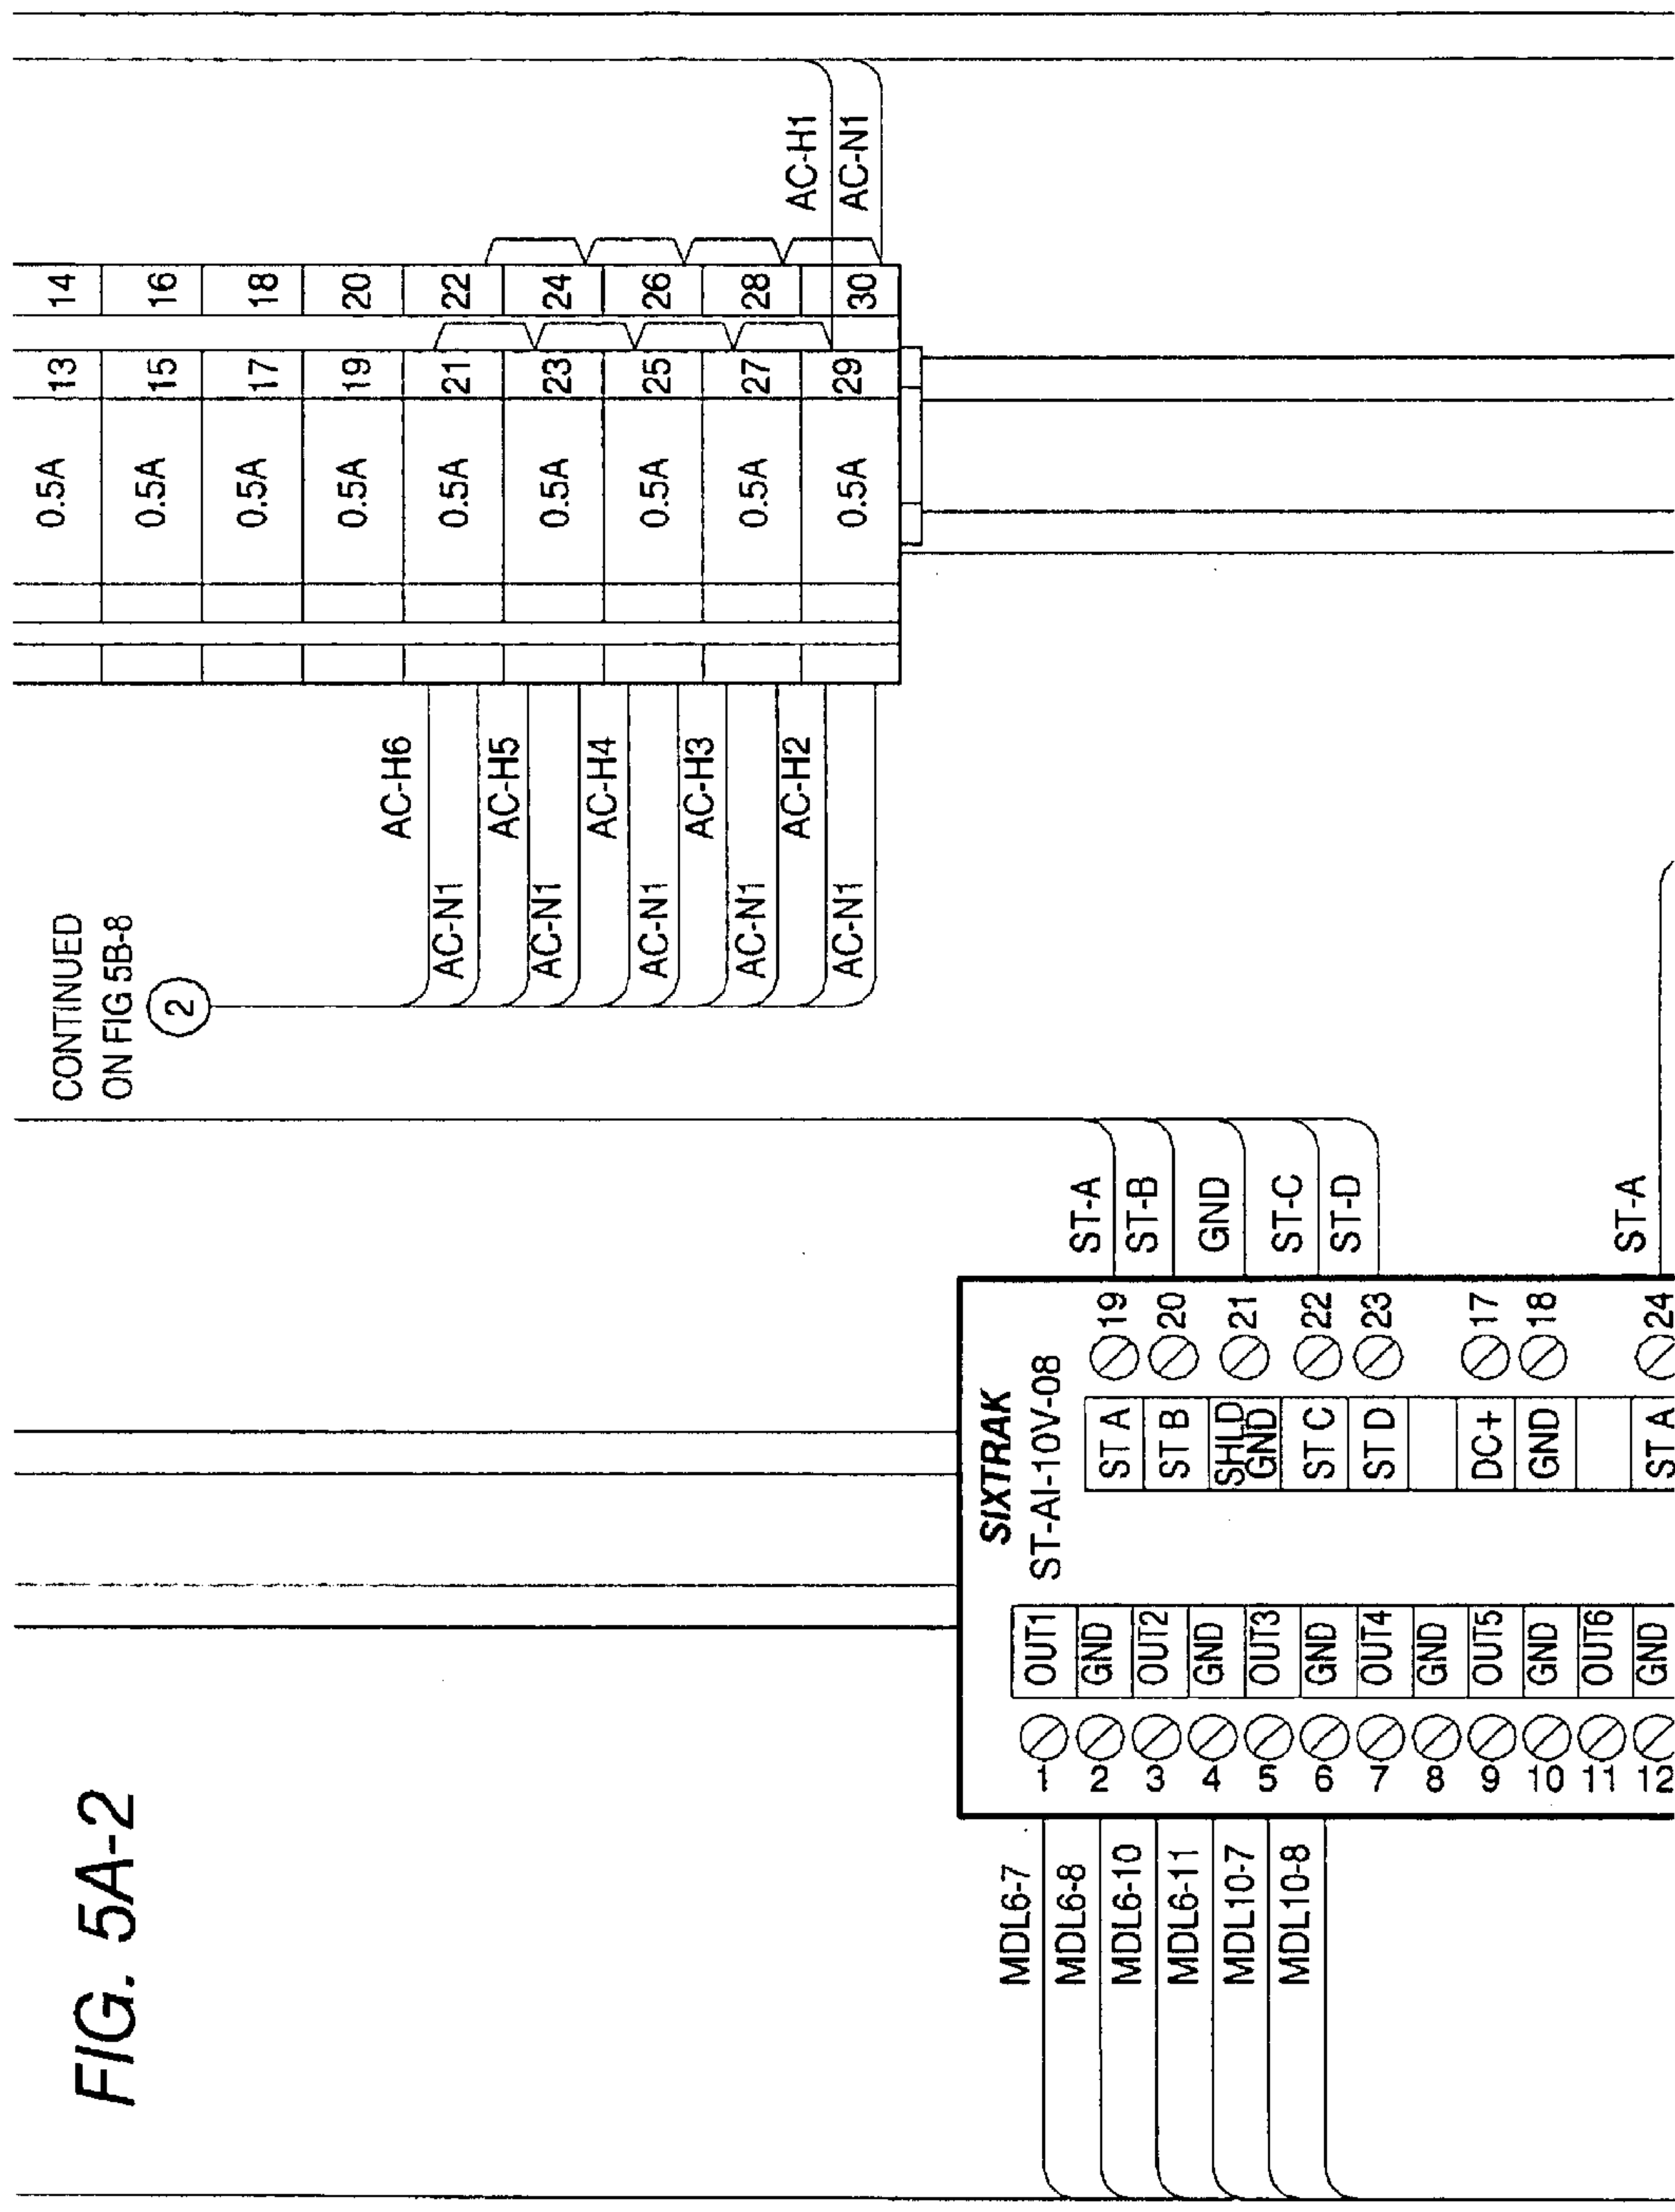 FIG. 5A-2
CONTINUED
ON FIG 5B-8
2
14
16
18
20
22
24
26
28
30
13
15
17
19
21
23
25
27
29
0.5A
0.5A
0.5A
0.5A
0.5A
0.5A
0.5A
0.5A
0.5A
AC-H1
AC-N1
AC-H6
AC-N1
AC-H5
AC-N1
AC-H4
AC-N1
AC-H3
AC-N1
AC-H2
AC-N1
ST-A
ST-B
GND
ST-C
ST-D
ST-A
SIXTRAK
ST-AI-10V-08
19
20
21
22
23
17
18
24
ST A
ST B
SHLD
GND
ST C
ST D
DC+
GND
ST A
OUT1
GND
OUT2
GND
OUT3
GND
OUT4
GND
OUT5
GND
OUT6
GND
1
2
3
4
5
6
7
8
9
10
11
12
MDL6-7
MDL6-8
MDL6-10
MDL6-11
MDL10-7
MDL10-8